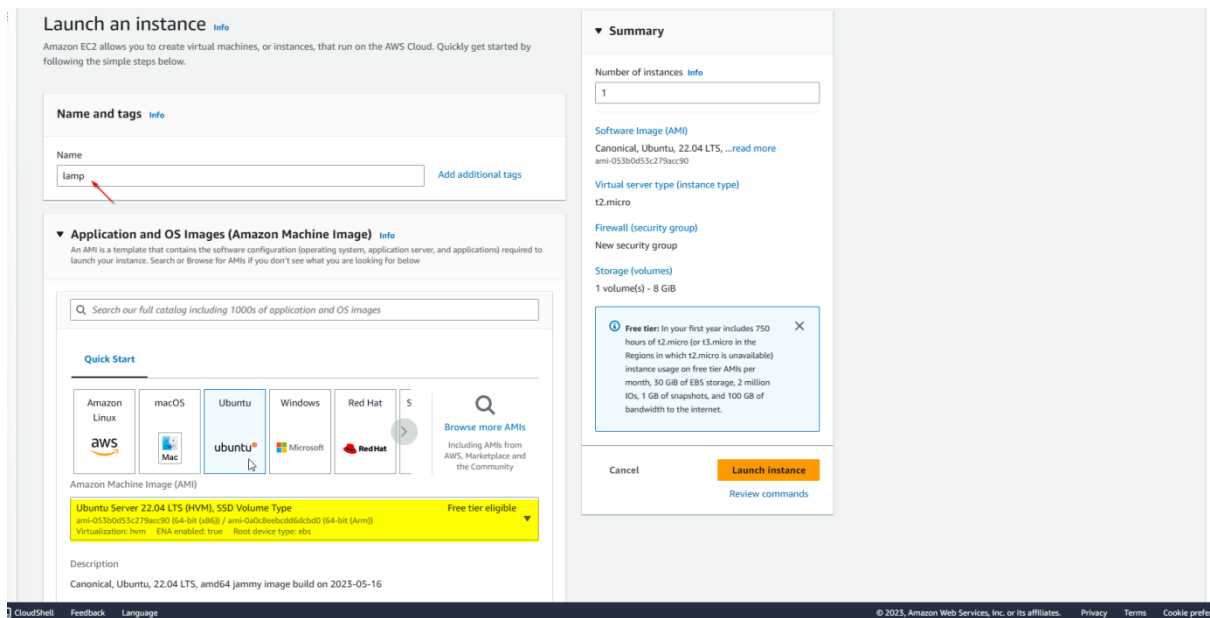 Launch an instance Info
Amazon EC2 allows you to create virtual machines, or instances, that run on the AWS Cloud. Quickly get started by
following the simple steps below.
Name and tags Info
Name
lamp
Add additional tags
Application and OS Images (Amazon Machine Image) Info
An AMI is a template that contains the software configuration (operating system, application server, and applications) required to
launch your instance. Search or Browse for AMIs if you don't see what you are looking for below
Search our full catalog including 1000s of application and OS images
Quick Start
Amazon
Linux
aws
macOS
Mac
Ubuntu
ubuntu
Windows
Microsoft
Red Hat
Red Hat
S
Browse more AMIs
Including AMIs from
AWS, Marketplace and
the Community
Amazon Machine Image (AMI)
Ubuntu Server 22.04 LTS (HVM), SSD Volume Type
Free tier eligible
ami-053b0d53c279acc90 (64-bit (x86)) / ami-0a0c8eebcdd6dcbd0 (64-bit (Arm))
Virtualization: hvm ENA enabled: true Root device type: ebs
Description
Canonical, Ubuntu, 22.04 LTS, amd64 jammy image build on 2023-05-16
Summary
Number of instances Info
1
Software Image (AMI)
Canonical, Ubuntu, 22.04 LTS, ...read more
ami-053b0d53c279acc90
Virtual server type (instance type)
t2.micro
Firewall (security group)
New security group
Storage (volumes)
1 volume(s) - 8 GiB
Free tier: In your first year includes 750
hours of t2.micro (or t3.micro in the
Regions in which t2.micro is unavailable)
instance usage on free tier AMIs per
month, 30 GiB of EBS storage, 2 million
IOs, 1 GB of snapshots, and 100 GB of
bandwidth to the internet.
Cancel
Launch instance
Review commands
CloudShell Feedback Language
© 2023, Amazon Web Services, Inc. or its affiliates. Privacy Terms Cookie prefe